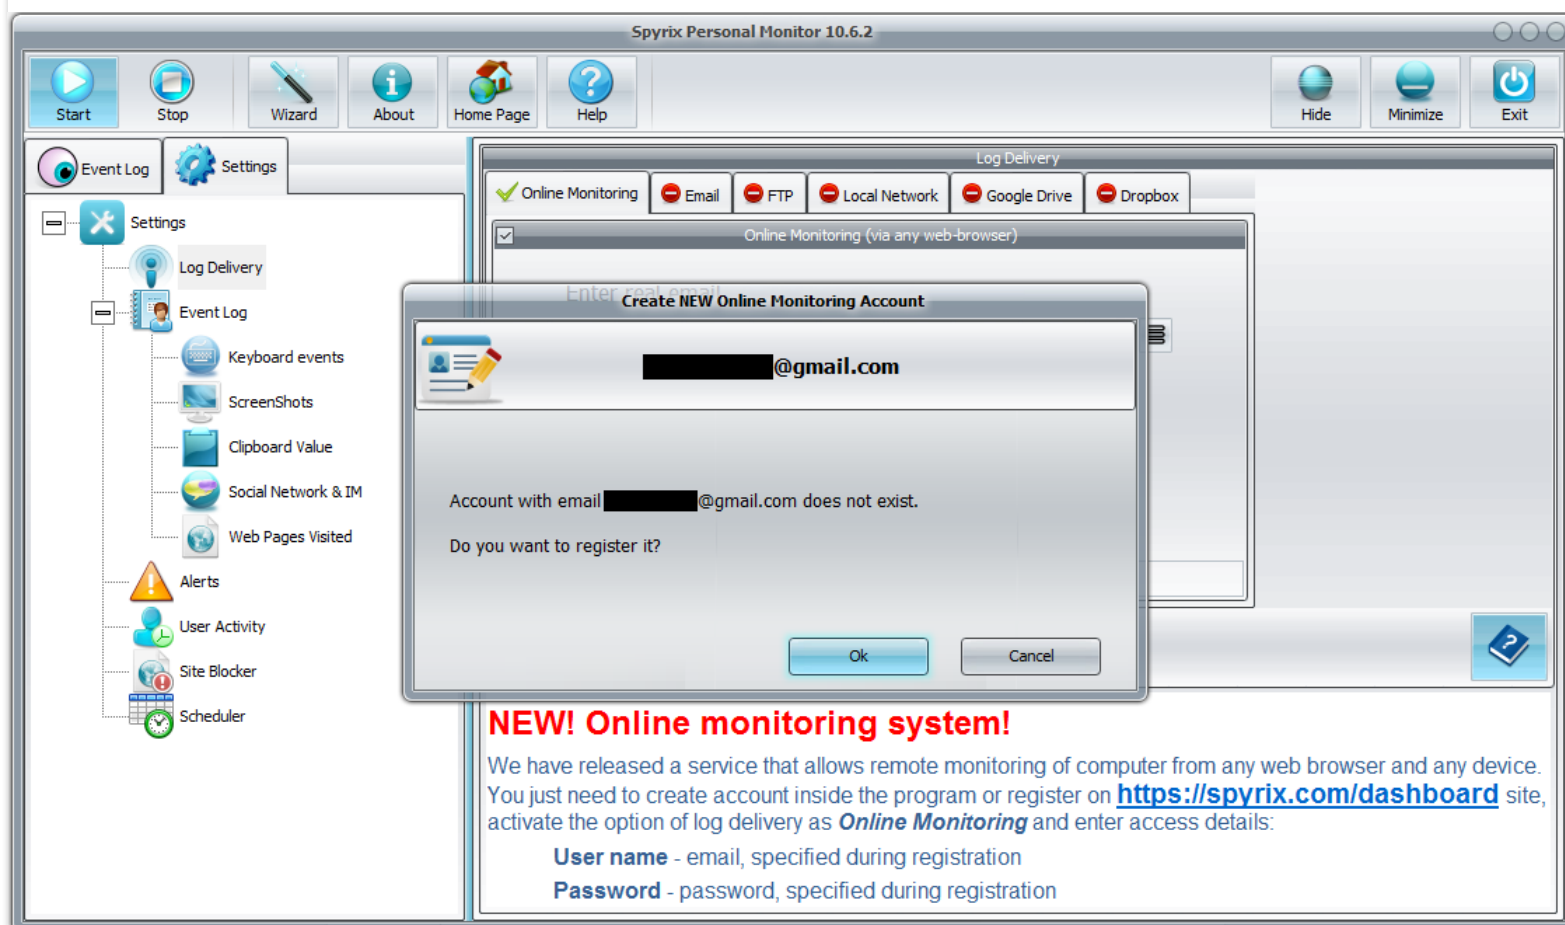 Spyrix Personal Monitor 10.6.2
Start Stop Wizard About Home Page Help Hide Minimize Exit
Event Log Settings
Settings
Log Delivery
Event Log
Keyboard events
ScreenShots
Clipboard Value
Social Network & IM
Web Pages Visited
Alerts
User Activity
Site Blocker
Scheduler
Log Delivery
Online Monitoring Email FTP Local Network Google Drive Dropbox
Online Monitoring (via any web-browser)
Enter real email
Create NEW Online Monitoring Account
@gmail.com
Account with email @gmail.com does not exist.
Do you want to register it?
Ok Cancel
NEW! Online monitoring system!
We have released a service that allows remote monitoring of computer from any web browser and any device.
You just need to create account inside the program or register on https://spyrix.com/dashboard site,
activate the option of log delivery as Online Monitoring and enter access details:
User name - email, specified during registration
Password - password, specified during registration